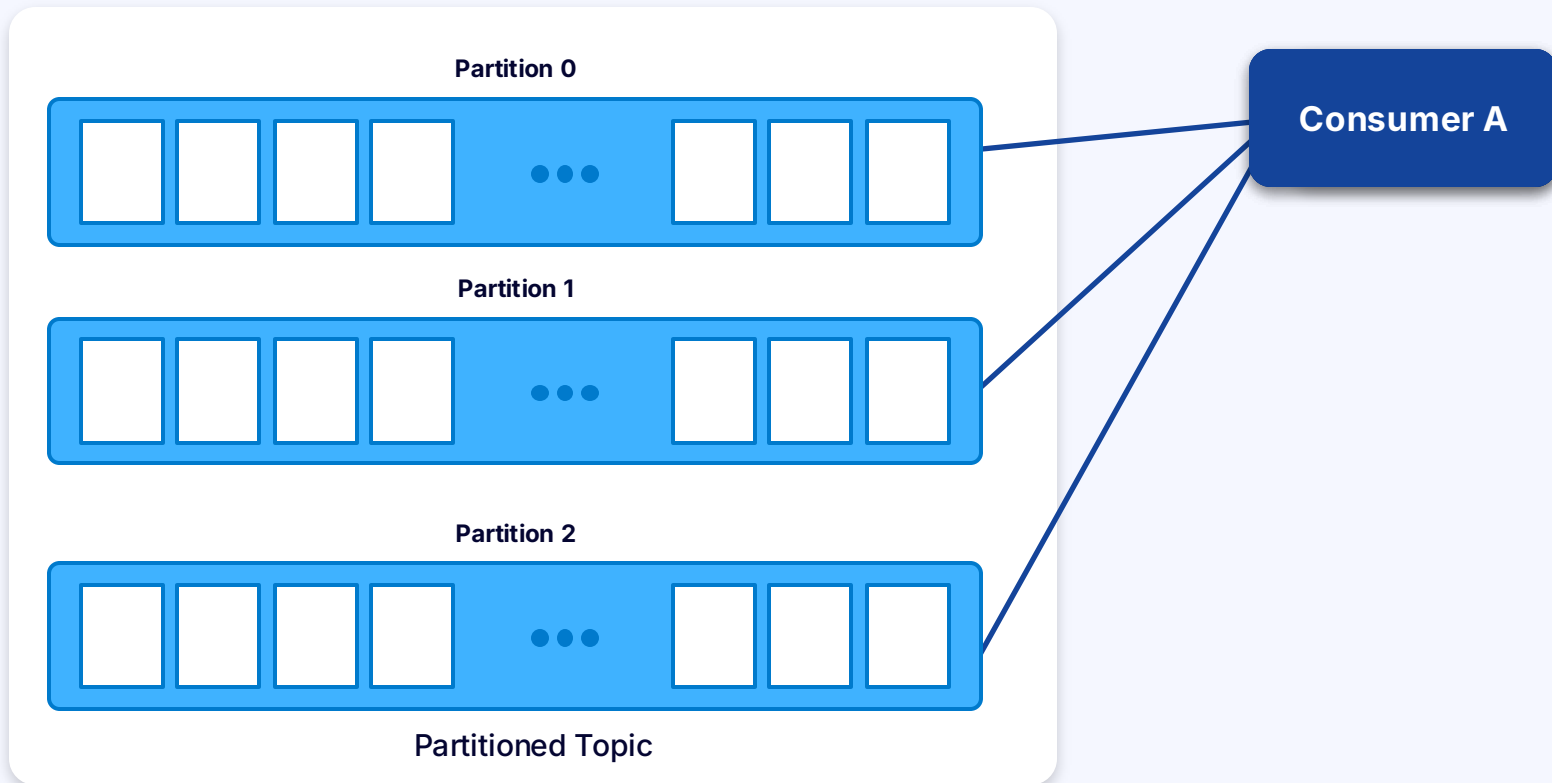 Partition 0
Consumer A
Partition 1
Partition 2
Partitioned Topic